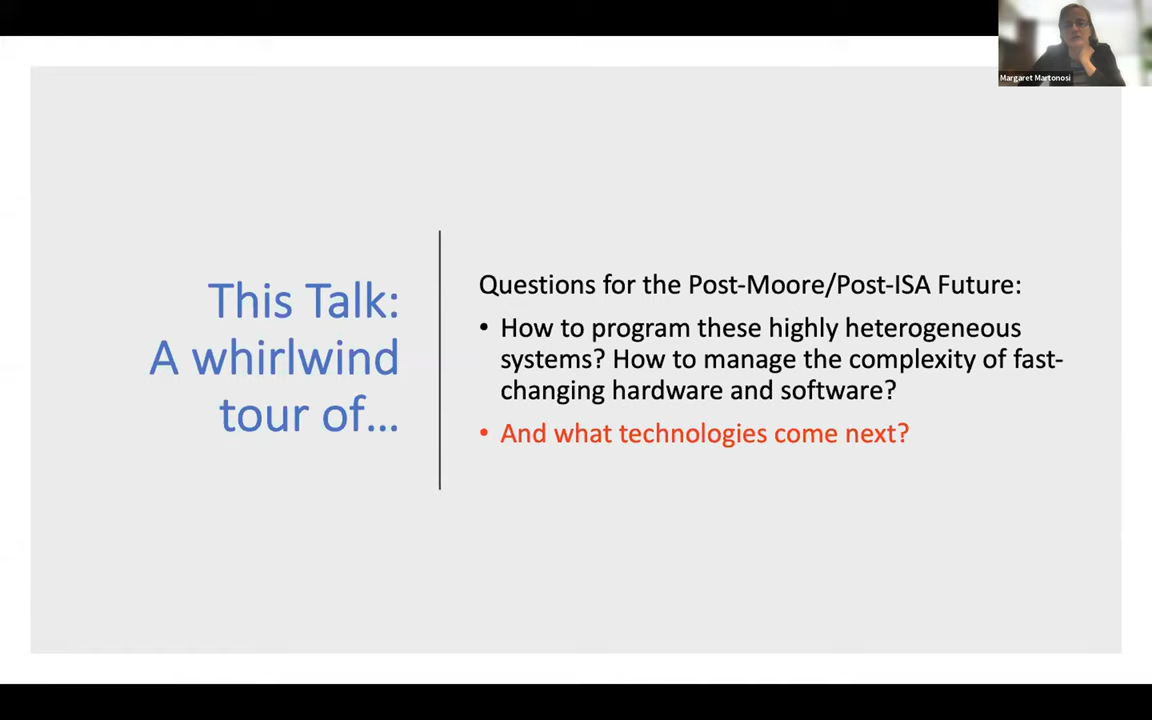 Margaret Martonosi
This Talk:
A whirlwind
tour of...
Questions for the Post-Moore/Post-ISA Future:
• How to program these highly heterogeneous
systems? How to manage the complexity of fast-
changing hardware and software?
• And what technologies come next?